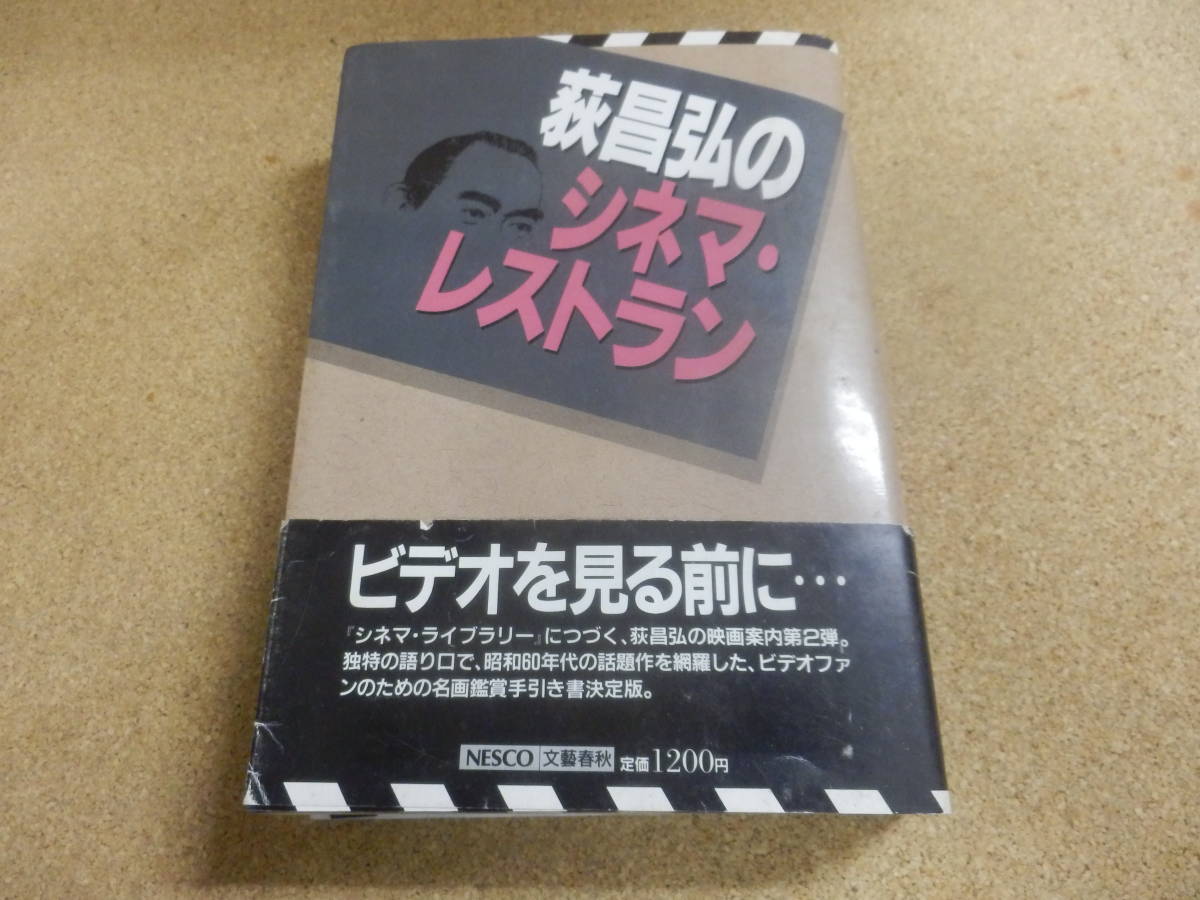 荻昌弘の
シネマ・
レストラン
ビデオを見る前に…
『シネマ・ライブラリー』につづく、荻昌弘の映画案内第2弾。
独特の語り口で、昭和60年代の話題作を網羅した、ビデオファ
ンのための名画鑑賞手引き書決定版。
NESCO 文藝春秋 定価1200円